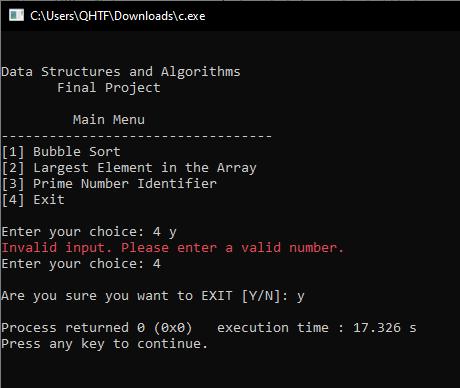 C:\Users\QHTF\Downloads\c.exe
Data Structures and Algorithms
Final Project
Main Menu
----------------------------------
[1] Bubble Sort
[2] Largest Element in the Array
[3] Prime Number Identifier
[4] Exit
Enter your choice: 4 y
Invalid input. Please enter a valid number.
Enter your choice: 4
Are you sure you want to EXIT [Y/N]: y
Process returned 0 (0x0)   execution time : 17.326 s
Press any key to continue.